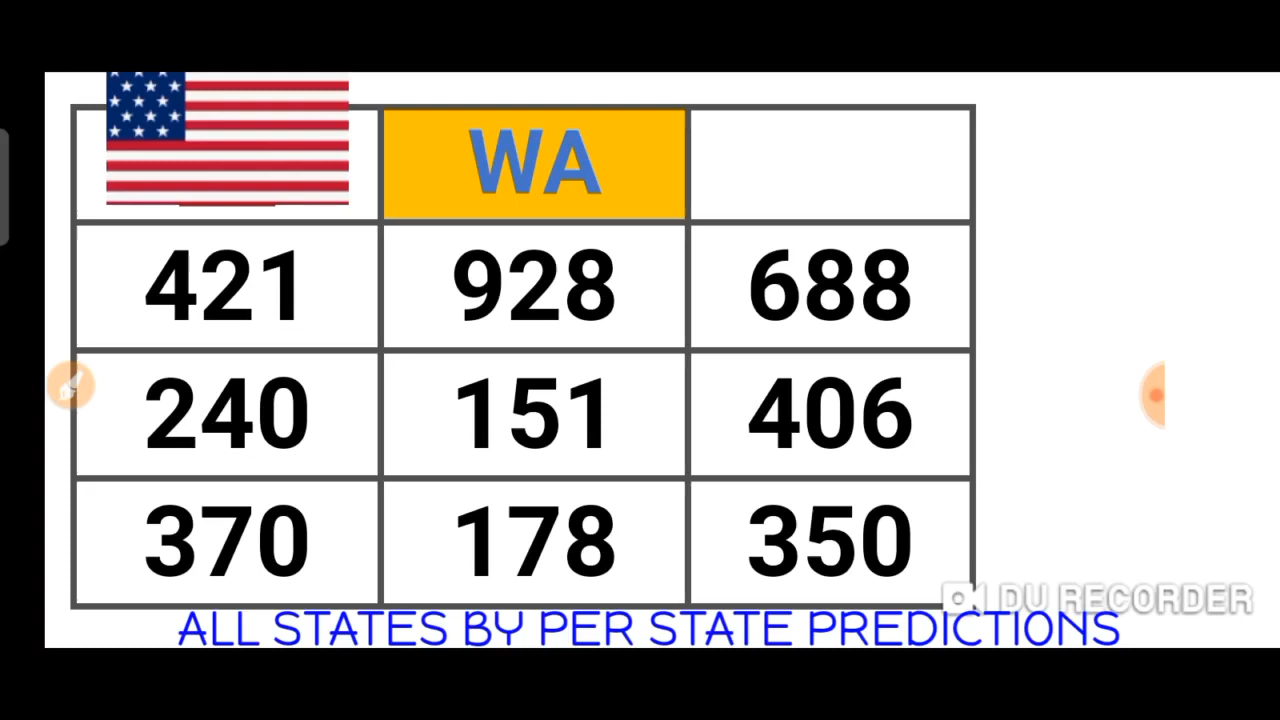 WA
421 928 688
240 151 406
370 178 350
DU RECORDER
ALL STATES BY PER STATE PREDICTIONS